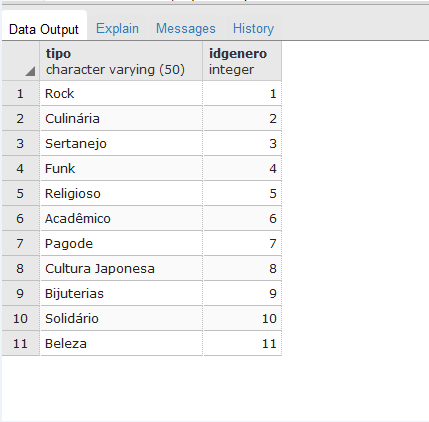 Data Output Explain Messages History
tipo idgenero
character varying (50) integer
1 Rock 1
2 Culinária 2
3 Sertanejo 3
4 Funk 4
5 Religioso 5
6 Acadêmico 6
7 Pagode 7
8 Cultura Japonesa 8
9 Bijuterias 9
10 Solidário 10
11 Beleza 11